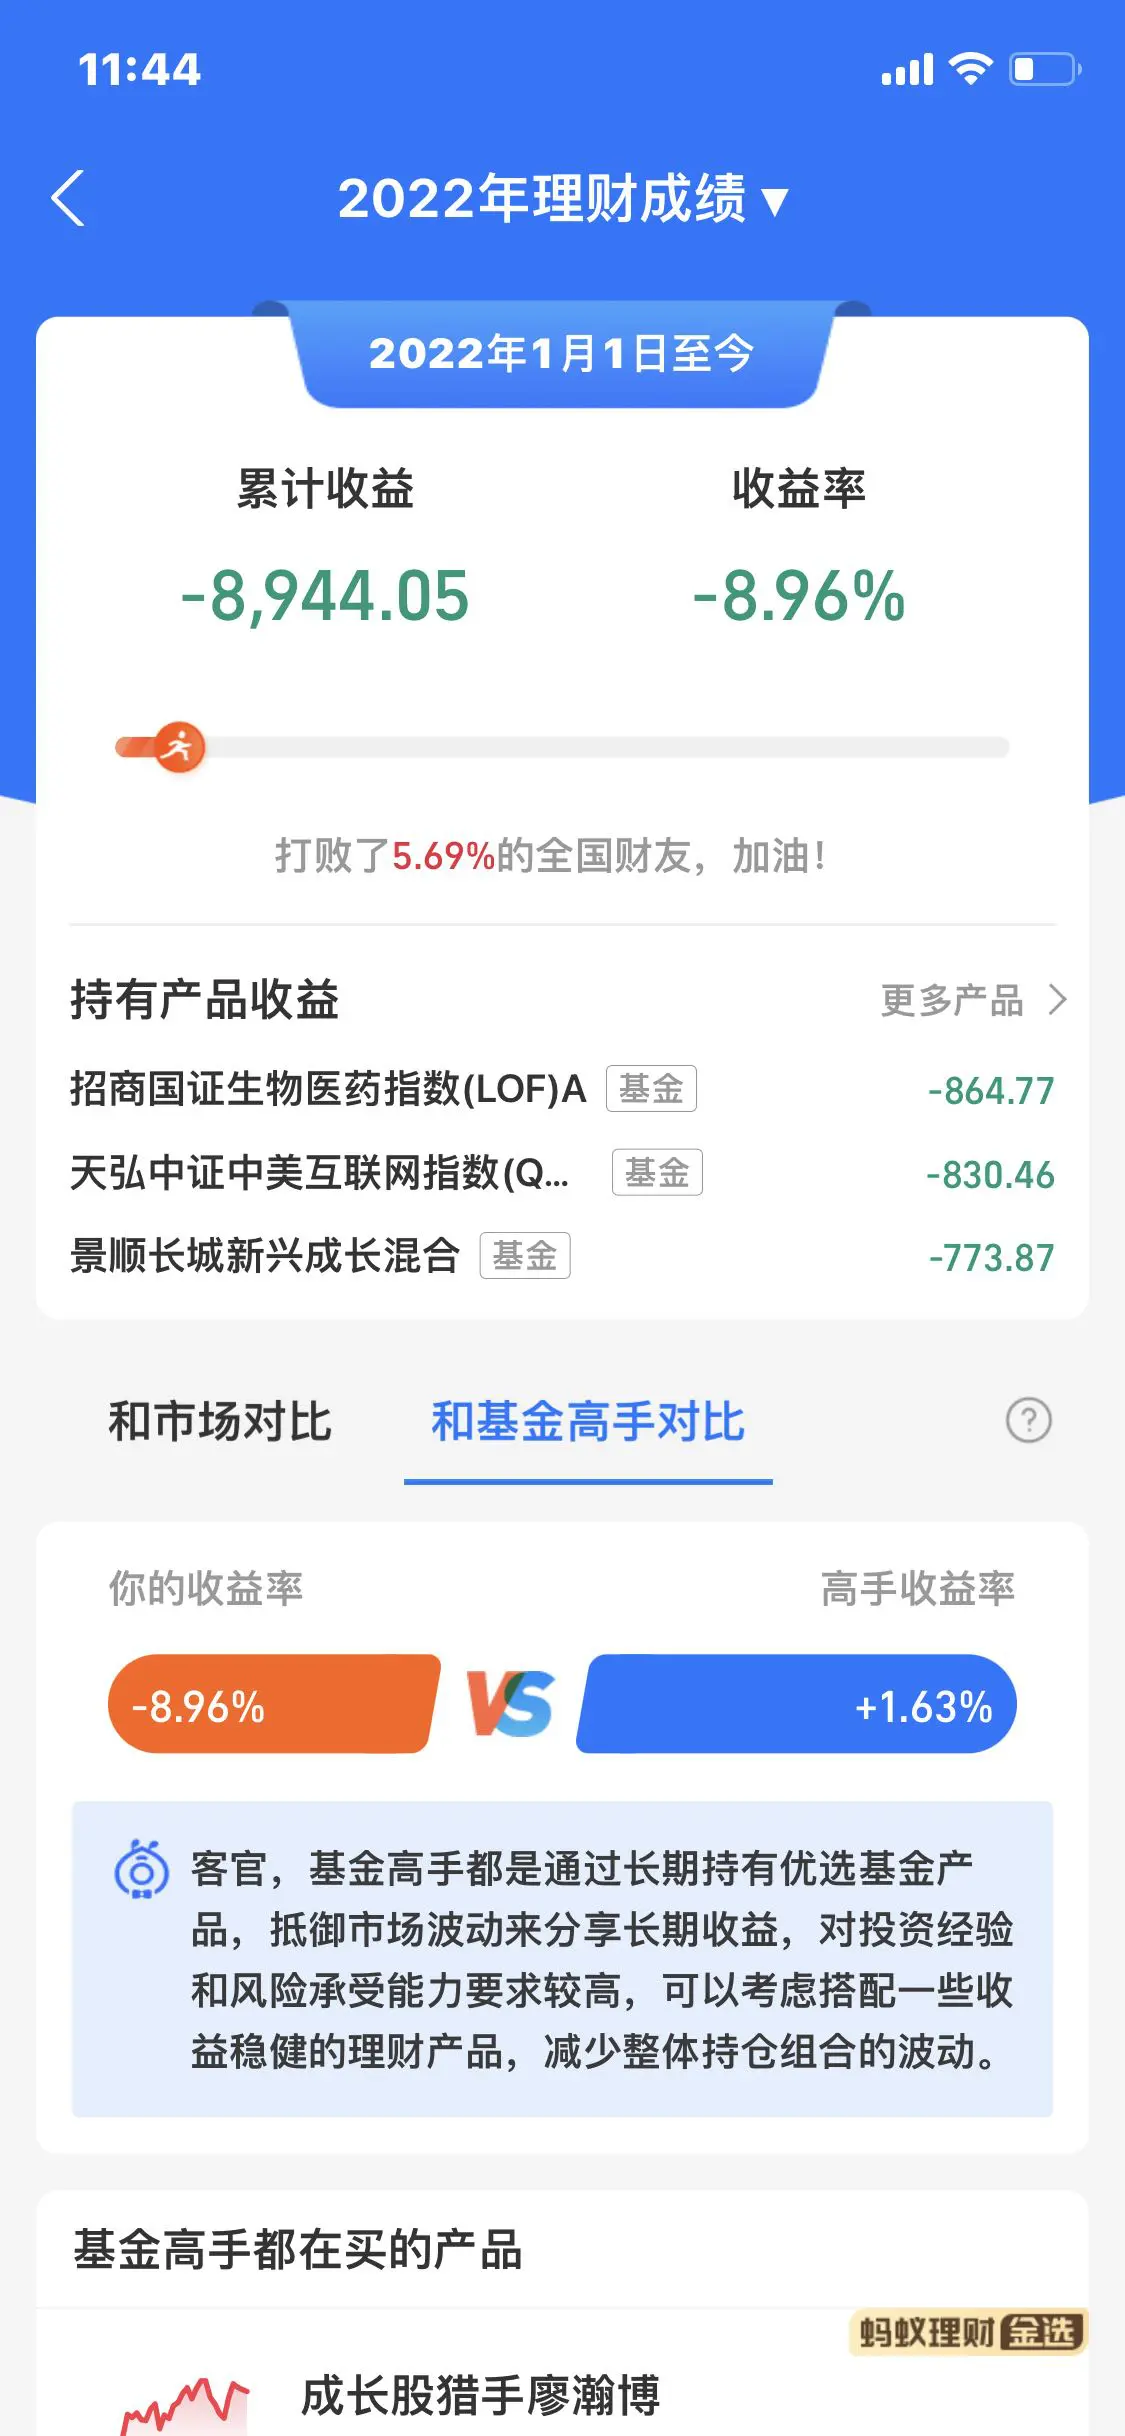 11:44
2022年理财成绩▼
2022年1月1日至今
累计收益 收益率
-8,944.05 -8.96%
打败了5.69%的全国财友，加油！
持有产品收益 更多产品
招商国证生物医药指数(LOF)A 基金 -864.77
天弘中证中美互联网指数(Q... 基金 -830.46
景顺长城新兴成长混合 基金 -773.87
和市场对比 和基金高手对比 ?
你的收益率 高手收益率
-8.96% VS +1.63%
客官，基金高手都是通过长期持有优选基金产
品，抵御市场波动来分享长期收益，对投资经验
和风险承受能力要求较高，可以考虑搭配一些收
益稳健的理财产品，减少整体持仓组合的波动。
基金高手都在买的产品
蚂蚁理财金选
成长股猎手廖瀚博